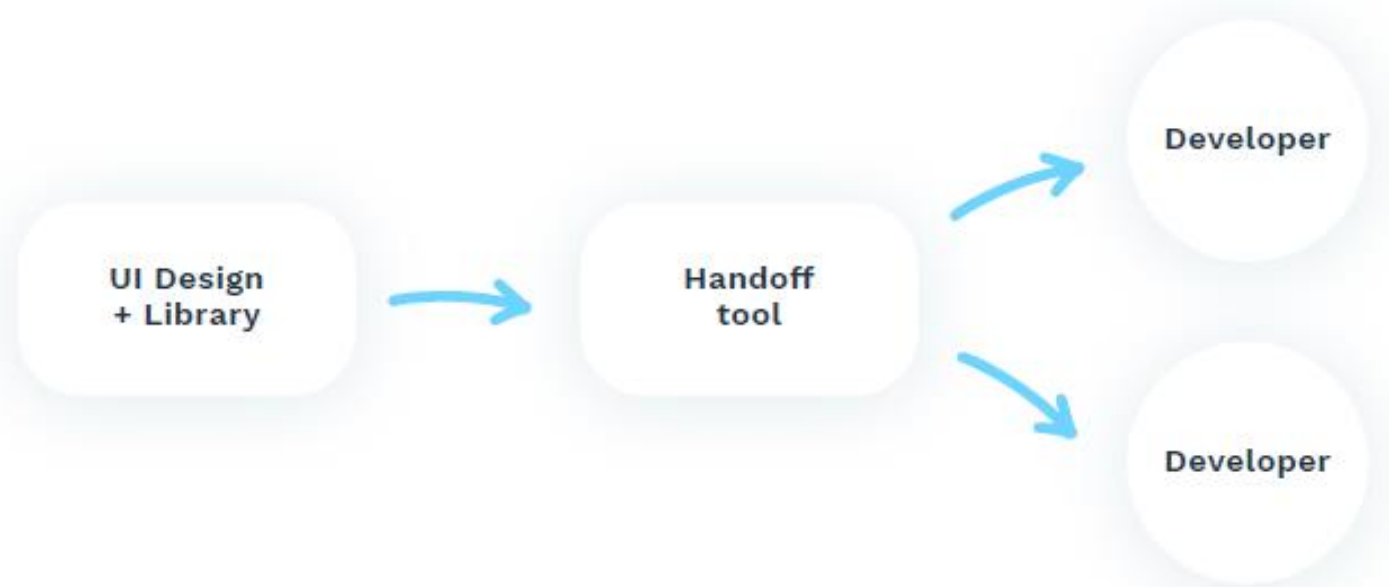 UI Design
+ Library
Handoff
tool
Developer
Developer